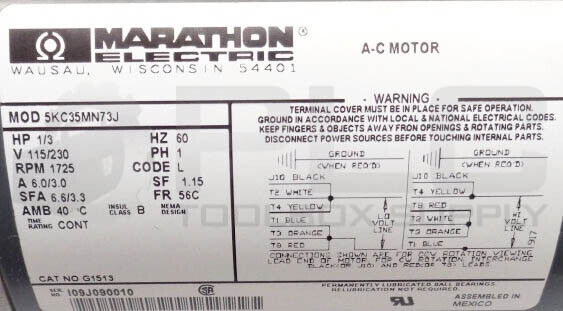 MARATHON
ELECTRIC
WAUSAU, WISCONSIN 54401
A-C MOTOR
MOD 5KC35MN73J
HP 1/3 HZ 60
V 115/230 PH 1
RPM 1725 CODE L
A 6.0/3.0 SF 1.15
SFA 6.6/3.3 FR 56C
AMB 40 °C INSUL CLASS B NEMA DESIGN
TIME RATING CONT
CAT NO G1513
SER. NO. I09J090010
WARNING
TERMINAL COVER MUST BE IN PLACE FOR SAFE OPERATION.
GROUND IN ACCORDANCE WITH LOCAL & NATIONAL ELECTRICAL CODES.
KEEP FINGERS & OBJECTS AWAY FROM OPENINGS & ROTATING PARTS.
DISCONNECT POWER SOURCES BEFORE TOUCHING INTERNAL PARTS.
GROUND
(WHEN REQ'D)
J10 BLACK
T2 WHITE
T4 YELLOW
T1 BLUE
T3 ORANGE
T8 RED
LO
VOLT
LINE
GROUND
(WHEN REQ'D)
J10 BLACK
T4 YELLOW
T8 RED
T2 WHITE
T3 ORANGE
T1 BLUE
HI
VOLT
LINE
917
CONNECTIONS SHOWN ARE FOR CCW ROTATION VIEWING
LEAD END OF MOTOR FOR CW ROTATION INTERCHANGE
BLACK(OR J10) AND RED(OR T8) LEADS
PERMANENTLY LUBRICATED BALL BEARINGS.
RELUBRICATION NOT REQUIRED.
SA
ASSEMBLED IN
MEXICO
TOOLBOX SUPPLY